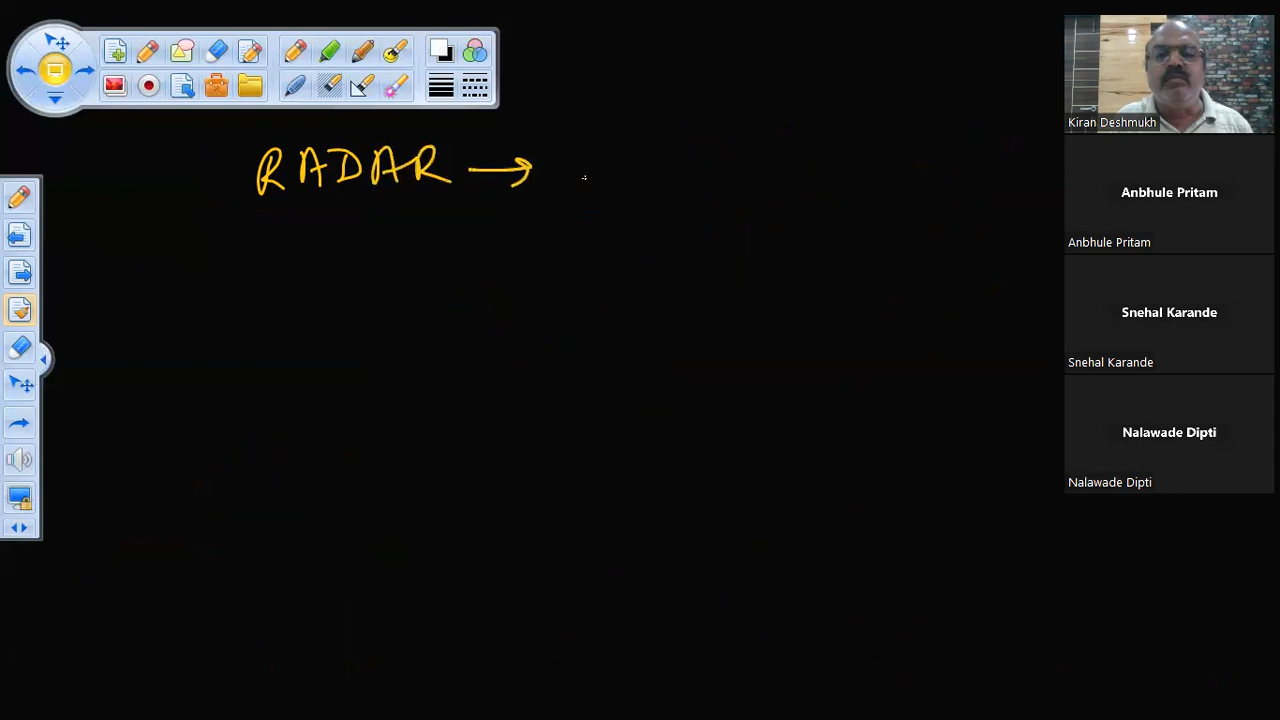 RADAR →
Kiran Deshmukh
Anbhule Pritam
Anbhule Pritam
Snehal Karande
Snehal Karande
Nalawade Dipti
Nalawade Dipti